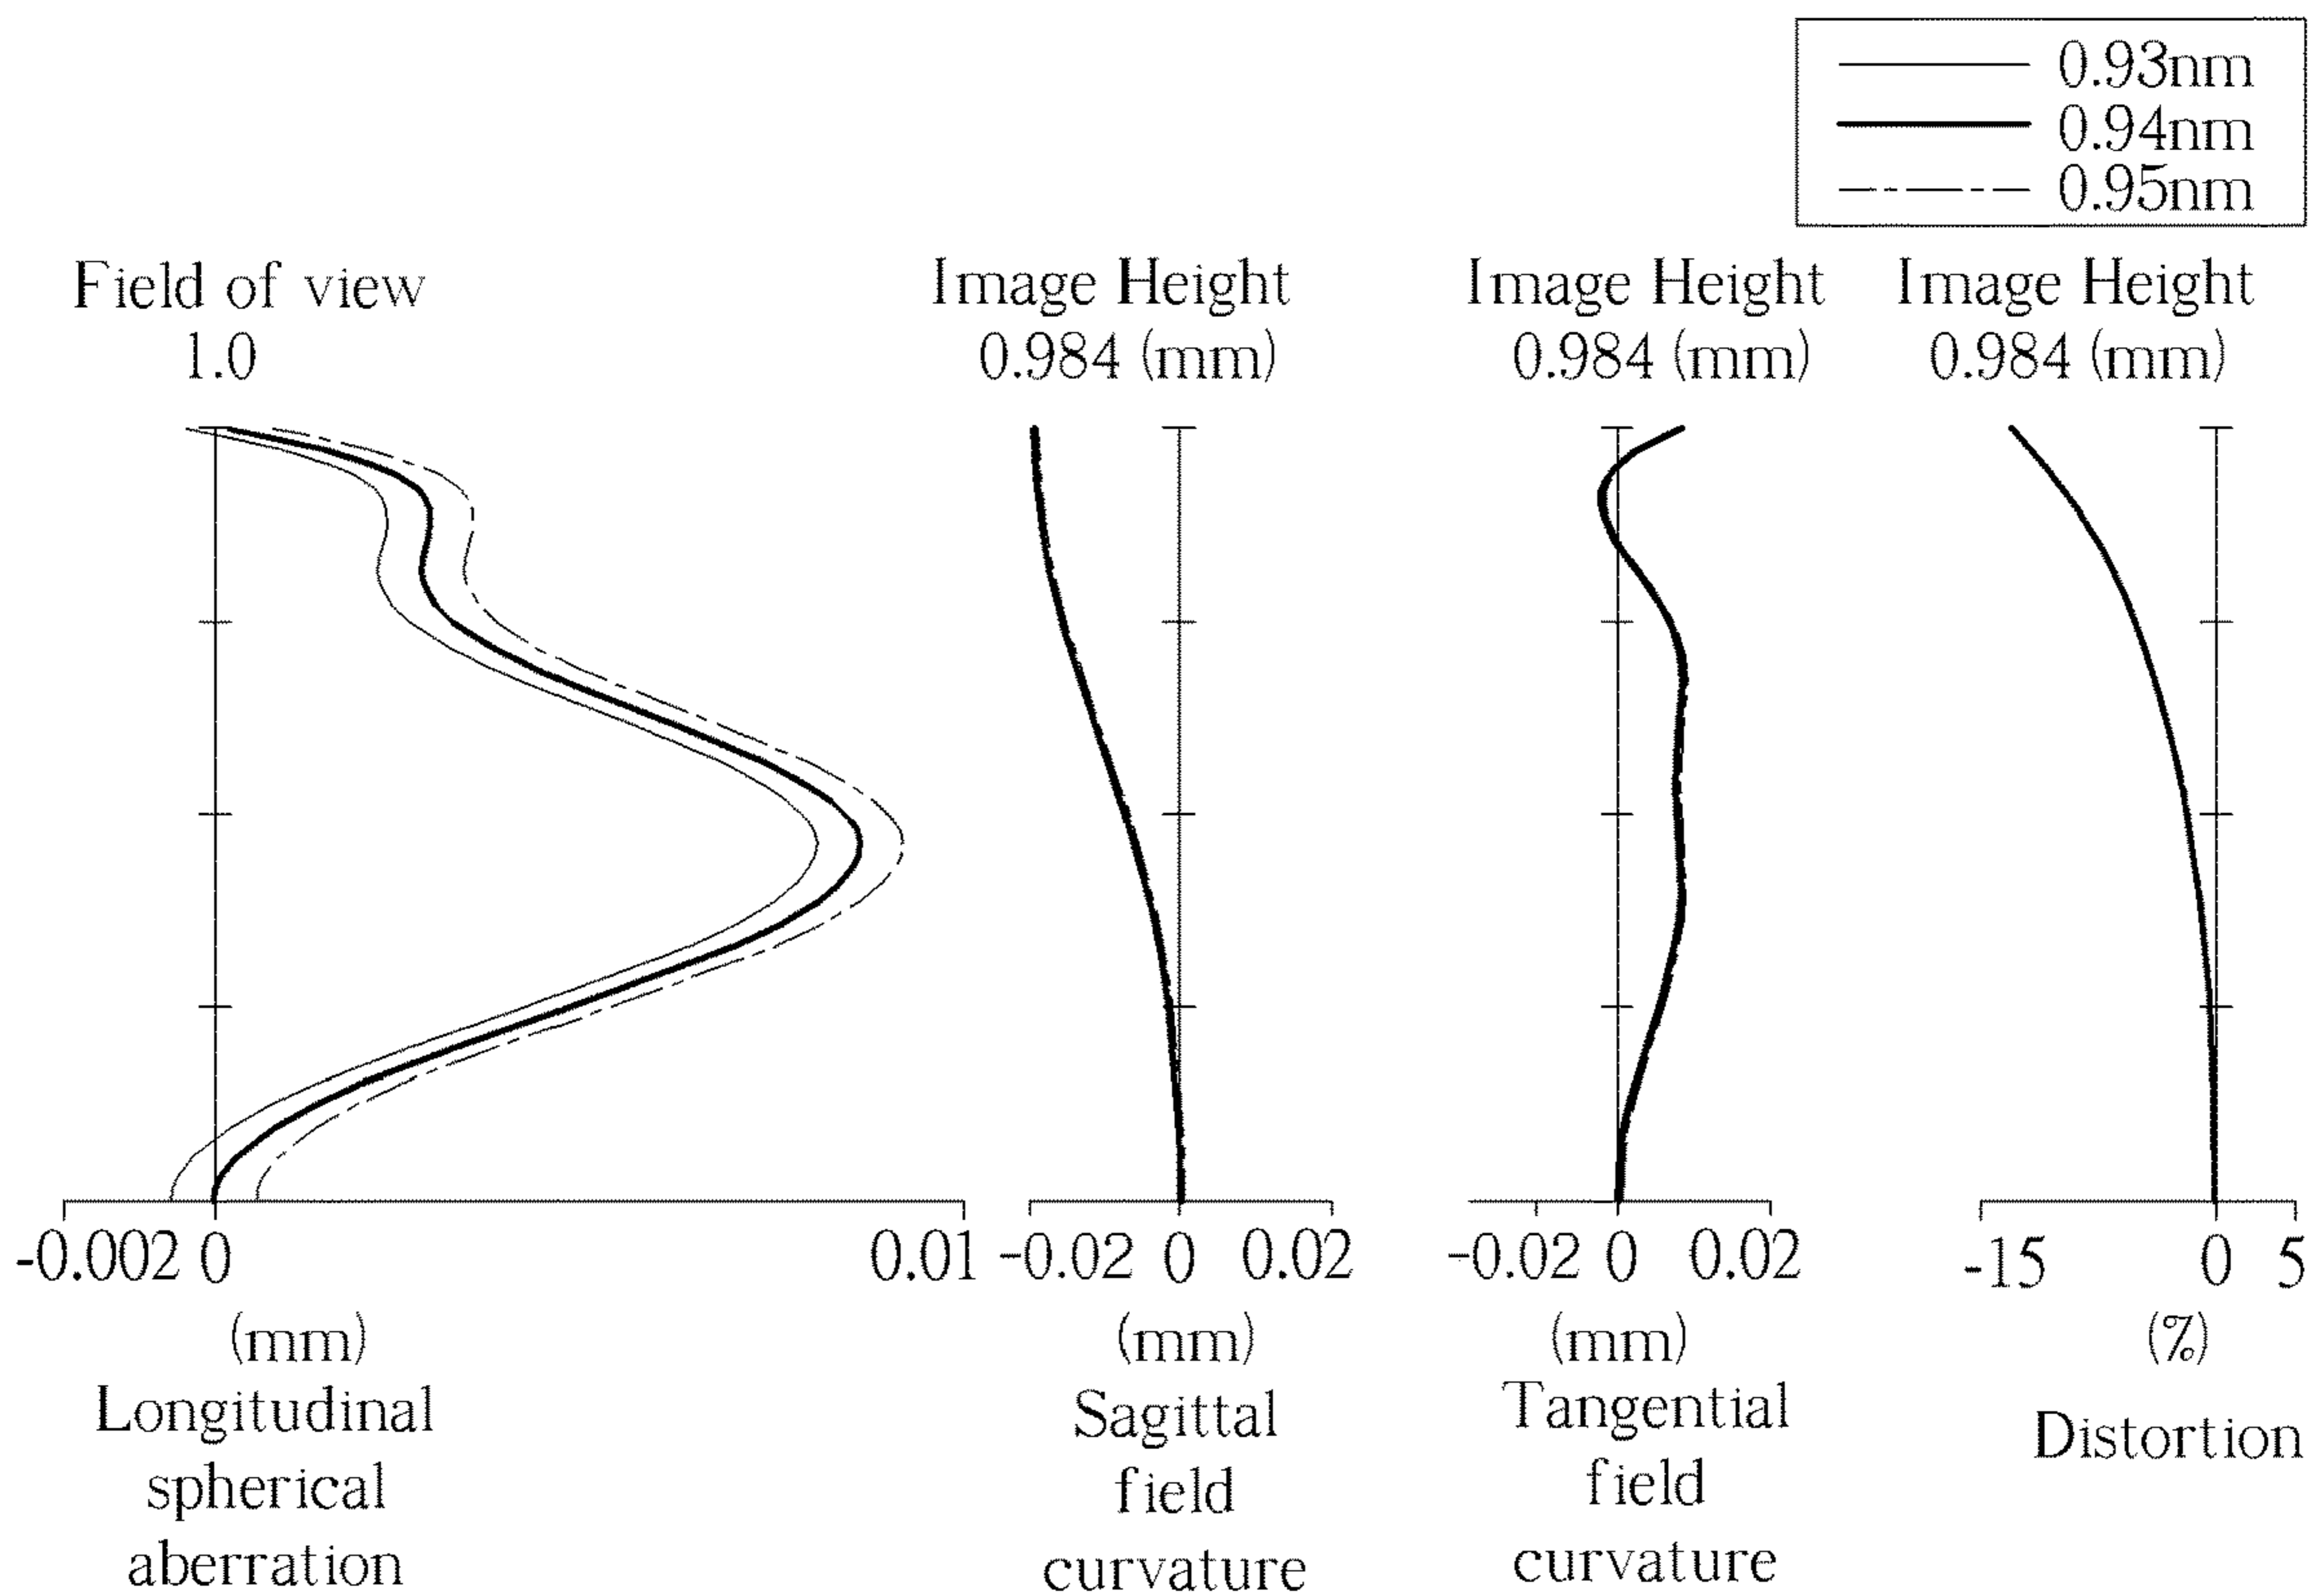 0.93nm
0.94nm
0.95nm
Field of view
1.0
Image Height
0.984 (mm)
Image Height
0.984 (mm)
Image Height
0.984 (mm)
-0.002 0 0.01
(mm)
Longitudinal
spherical
aberration
-0.02 0 0.02
(mm)
Sagittal
field
curvature
-0.02 0 0.02
(mm)
Tangential
field
curvature
-15 0 5
(%)
Distortion